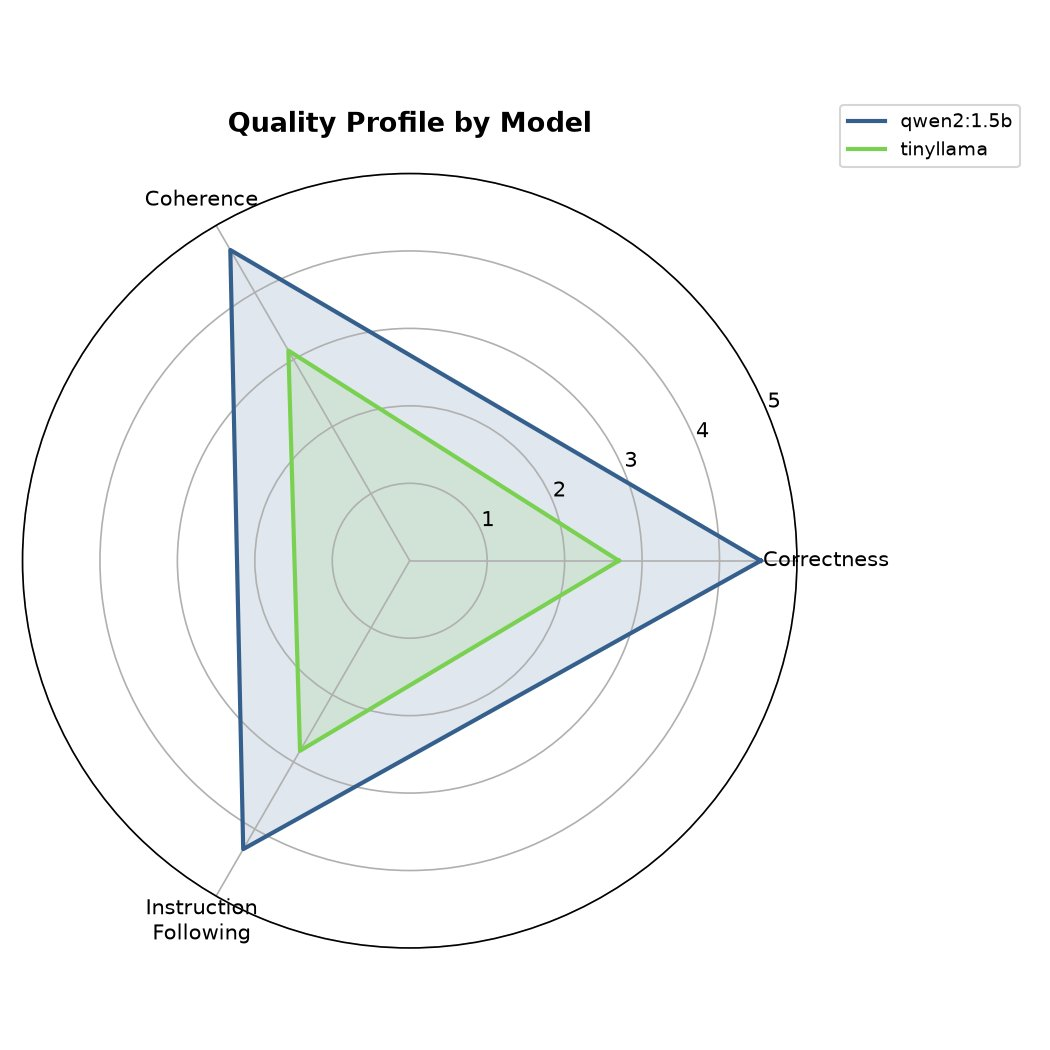 Quality Profile by Model
qwen2:1.5b
tinyllama
Coherence
5
4
3
2
1
Correctness
Instruction
Following